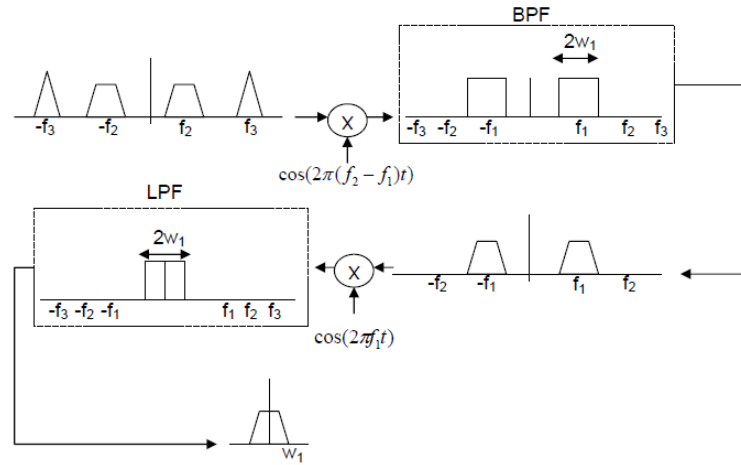 BPF
2w₁
-f₃ -f₂ f₂ f₃
X
-f₃ -f₂ -f₁ f₁ f₂ f₃
cos(2π(f₂ − f₁)t)
LPF
2w₁
X
-f₂ -f₁ f₁ f₂
-f₃ -f₂ -f₁ f₁ f₂ f₃
cos(2πf₁t)
w₁